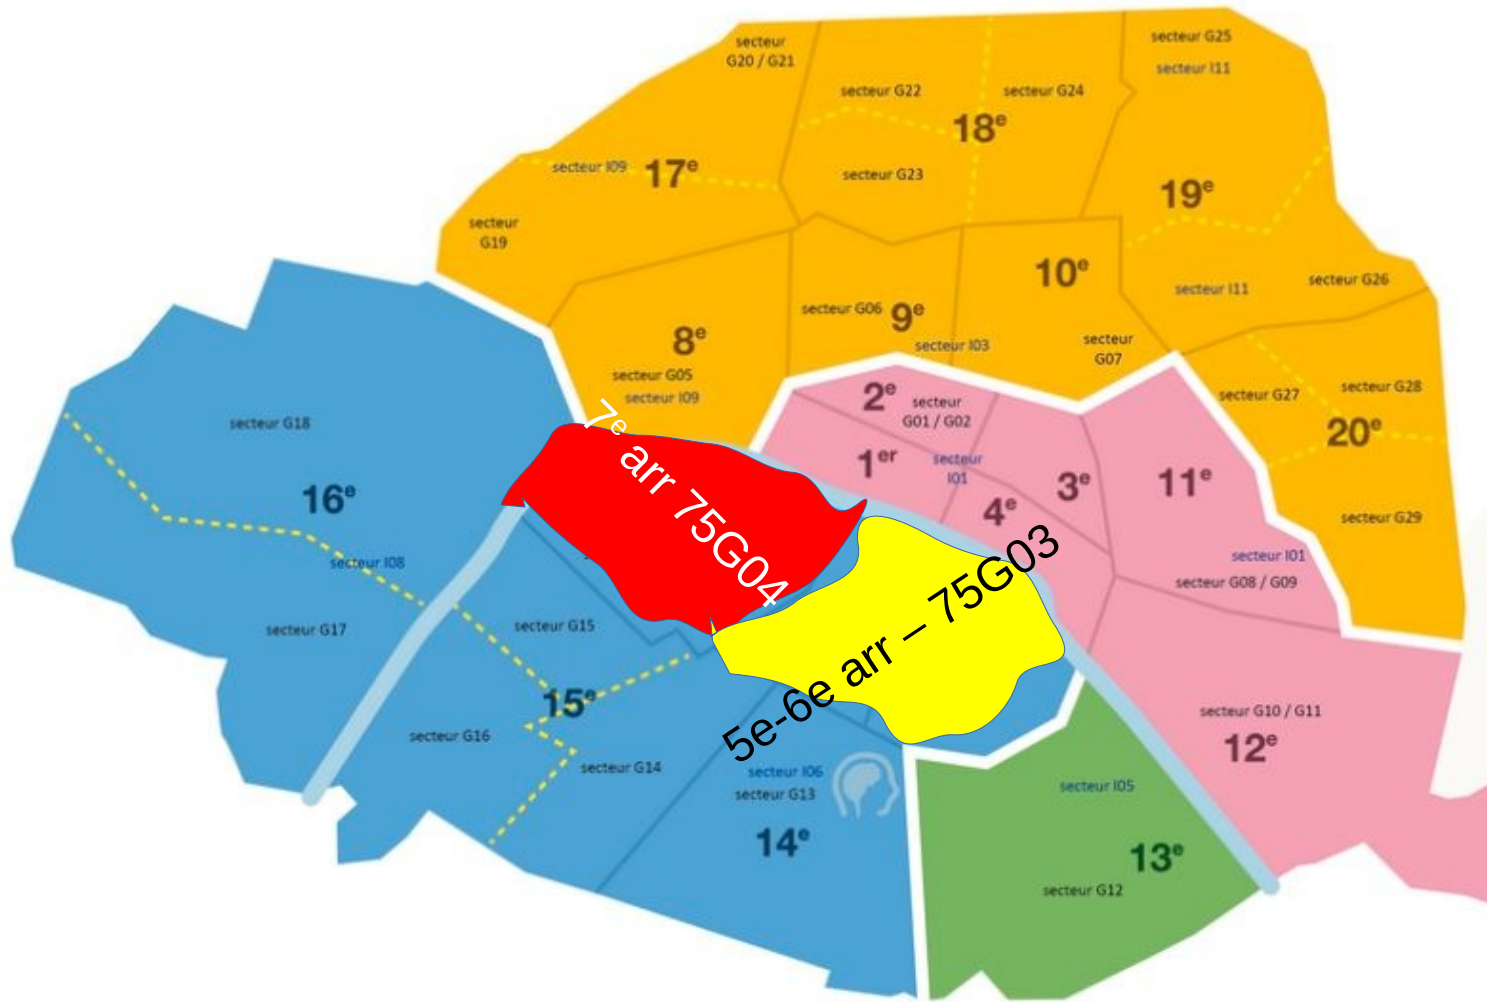 secteur
G20 / G21
secteur G22
secteur G24
secteur G25
secteur I11
18e
secteur I09
17e
secteur G23
19e
secteur
G19
10e
secteur I11
secteur G26
secteur G06
9e
secteur I03
8e
secteur
G07
secteur G05
secteur I09
2e
secteur
G01 / G02
secteur G27
secteur G28
20e
secteur G18
7e arr 75G04
1er
secteur
I01
3e
11e
16e
4e
secteur G29
secteur I08
secteur I01
secteur G08 / G09
secteur G17
secteur G15
5e-6e arr – 75G03
15e
secteur G16
secteur G14
secteur G10 / G11
12e
secteur I06
secteur G13
14e
secteur I05
13e
secteur G12